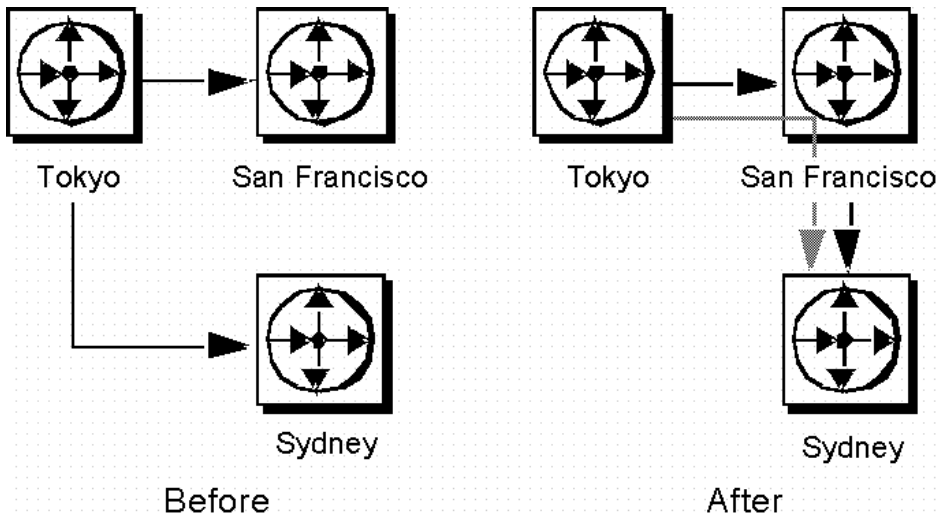 Tokyo
San Francisco
Tokyo
San Francisco
Sydney
Sydney
Before
After